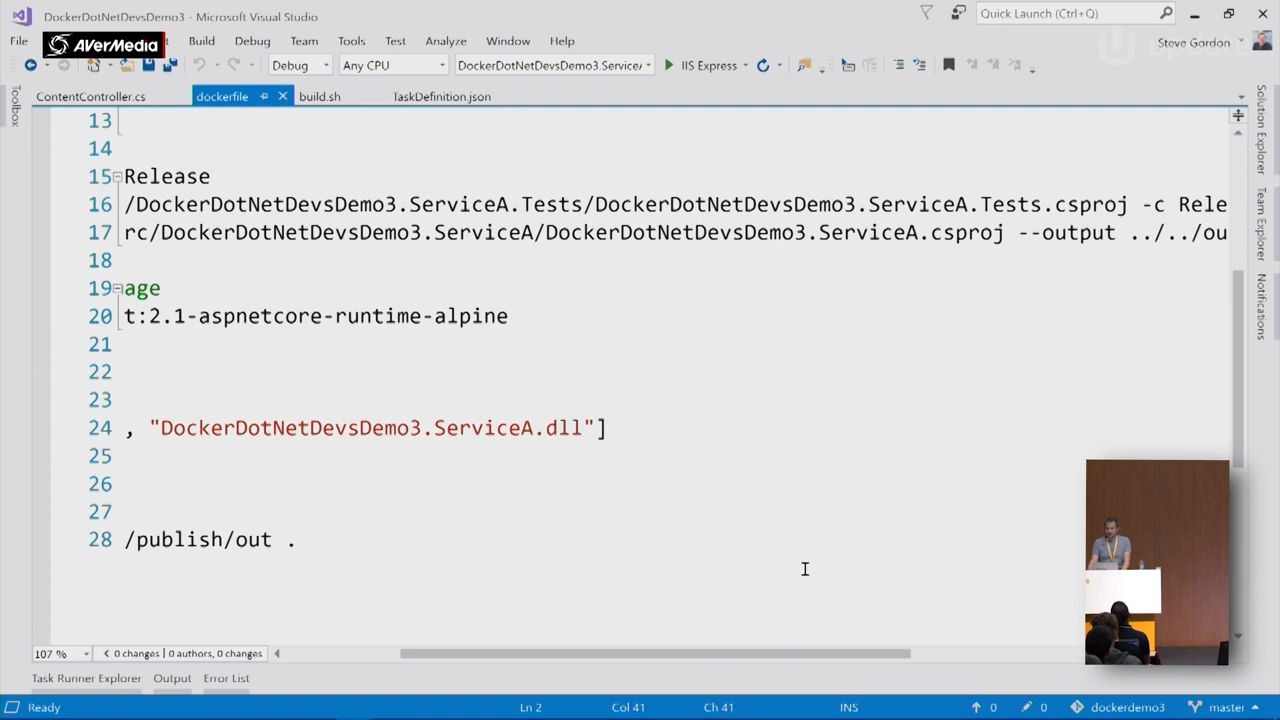 DockerDotNetDevsDemo3 - Microsoft Visual Studio
Quick Launch (Ctrl+Q)
File
AVerMedia
Build Debug Team Tools Test Analyze Window Help
Steve Gordon
Debug Any CPU DockerDotNetDevsDemo3.Service IIS Express
ContentController.cs dockerfile build.sh TaskDefinition.json
Toolbox
Solution Explorer
Team Explorer
Notifications
13
14
15 Release
16 /DockerDotNetDevsDemo3.ServiceA.Tests/DockerDotNetDevsDemo3.ServiceA.Tests.csproj -c Rele
17 rc/DockerDotNetDevsDemo3.ServiceA/DockerDotNetDevsDemo3.ServiceA.csproj --output ../../ou
18
19 age
20 t:2.1-aspnetcore-runtime-alpine
21
22
23
24 , "DockerDotNetDevsDemo3.ServiceA.dll"]
25
26
27
28 /publish/out .
107 % 0 changes | 0 authors, 0 changes
Task Runner Explorer Output Error List
Ready Ln 2 Col 41 Ch 41 INS 0 0 dockerdemo3 master